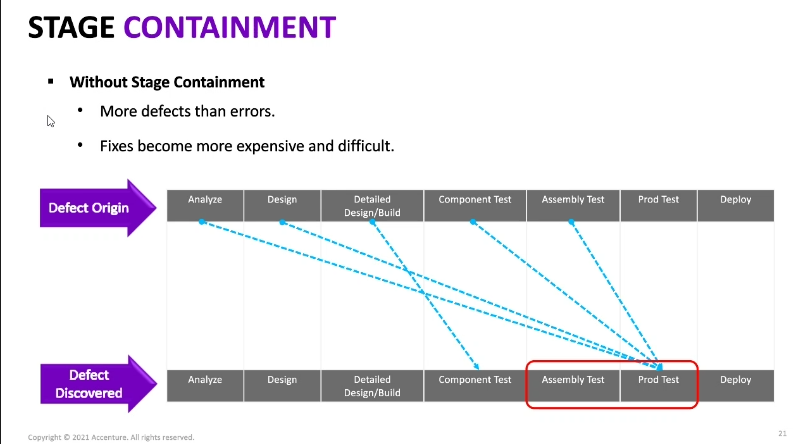 STAGE CONTAINMENT
▪ Without Stage Containment
• More defects than errors.
• Fixes become more expensive and difficult.
Defect Origin
Analyze
Design
Detailed
Design/Build
Component Test
Assembly Test
Prod Test
Deploy
Defect
Discovered
Analyze
Design
Detailed
Design/Build
Component Test
Assembly Test
Prod Test
Deploy
Copyright © 2021 Accenture. All rights reserved.
21